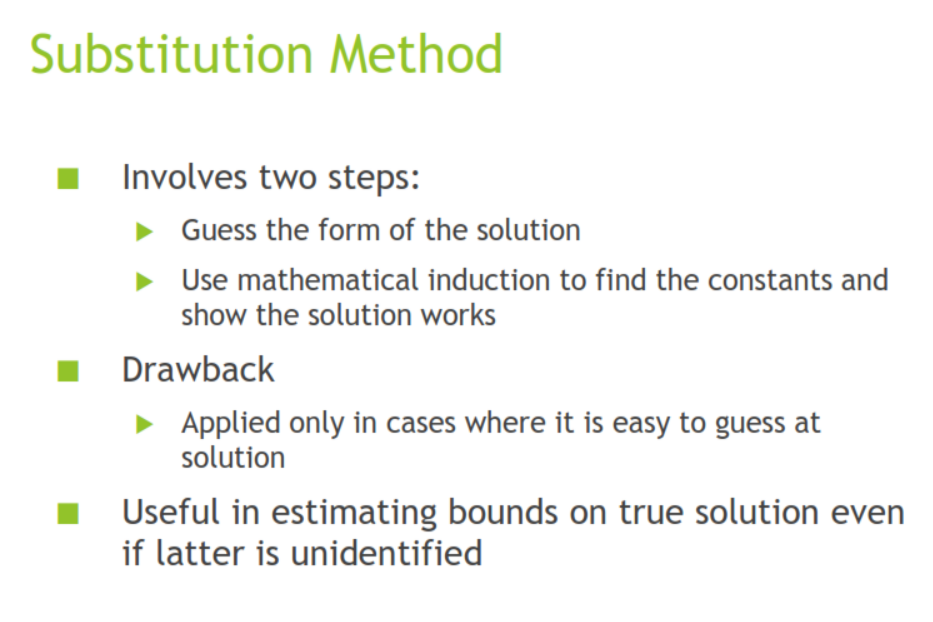 Substitution Method
Involves two steps:
Guess the form of the solution
Use mathematical induction to find the constants and
show the solution works
Drawback
Applied only in cases where it is easy to guess at
solution
Useful in estimating bounds on true solution even
if latter is unidentified